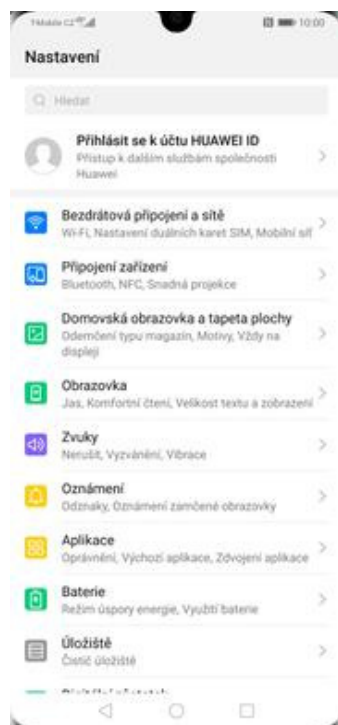 T-Mobile CZ
10:00
Nastavení
Hledat
Přihlásit se k účtu HUAWEI ID
Přístup k dalším službám společnosti
Huawei
Bezdrátová připojení a sítě
Wi-Fi, Nastavení duálních karet SIM, Mobilní síť
Připojení zařízení
Bluetooth, NFC, Snadná projekce
Domovská obrazovka a tapeta plochy
Odemčení typu magazín, Motivy, Vždy na
displeji
Obrazovka
Jas, Komfortní čtení, Velikost textu a zobrazení
Zvuky
Nerušit, Vyzvánění, Vibrace
Oznámení
Odznaky, Oznámení zamčené obrazovky
Aplikace
Oprávnění, Výchozí aplikace, Zdvojení aplikace
Baterie
Režim úspory energie, Využití baterie
Úložiště
Čistič úložiště